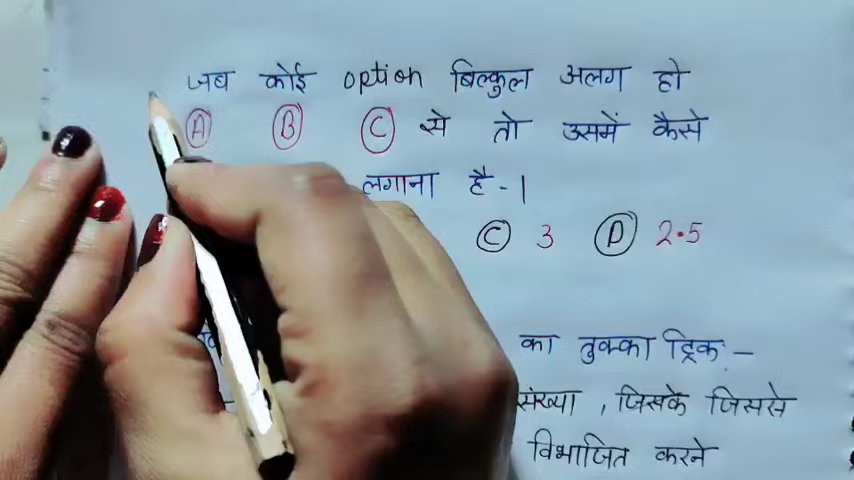 जब कोई option बिल्कुल अलग हो
A B C से तो उसमें कैसे
लगाना है-।
C 3 D 2.5
का तुक्का ट्रिक:-
संख्या, जिसके जिससे
विभाजित करने